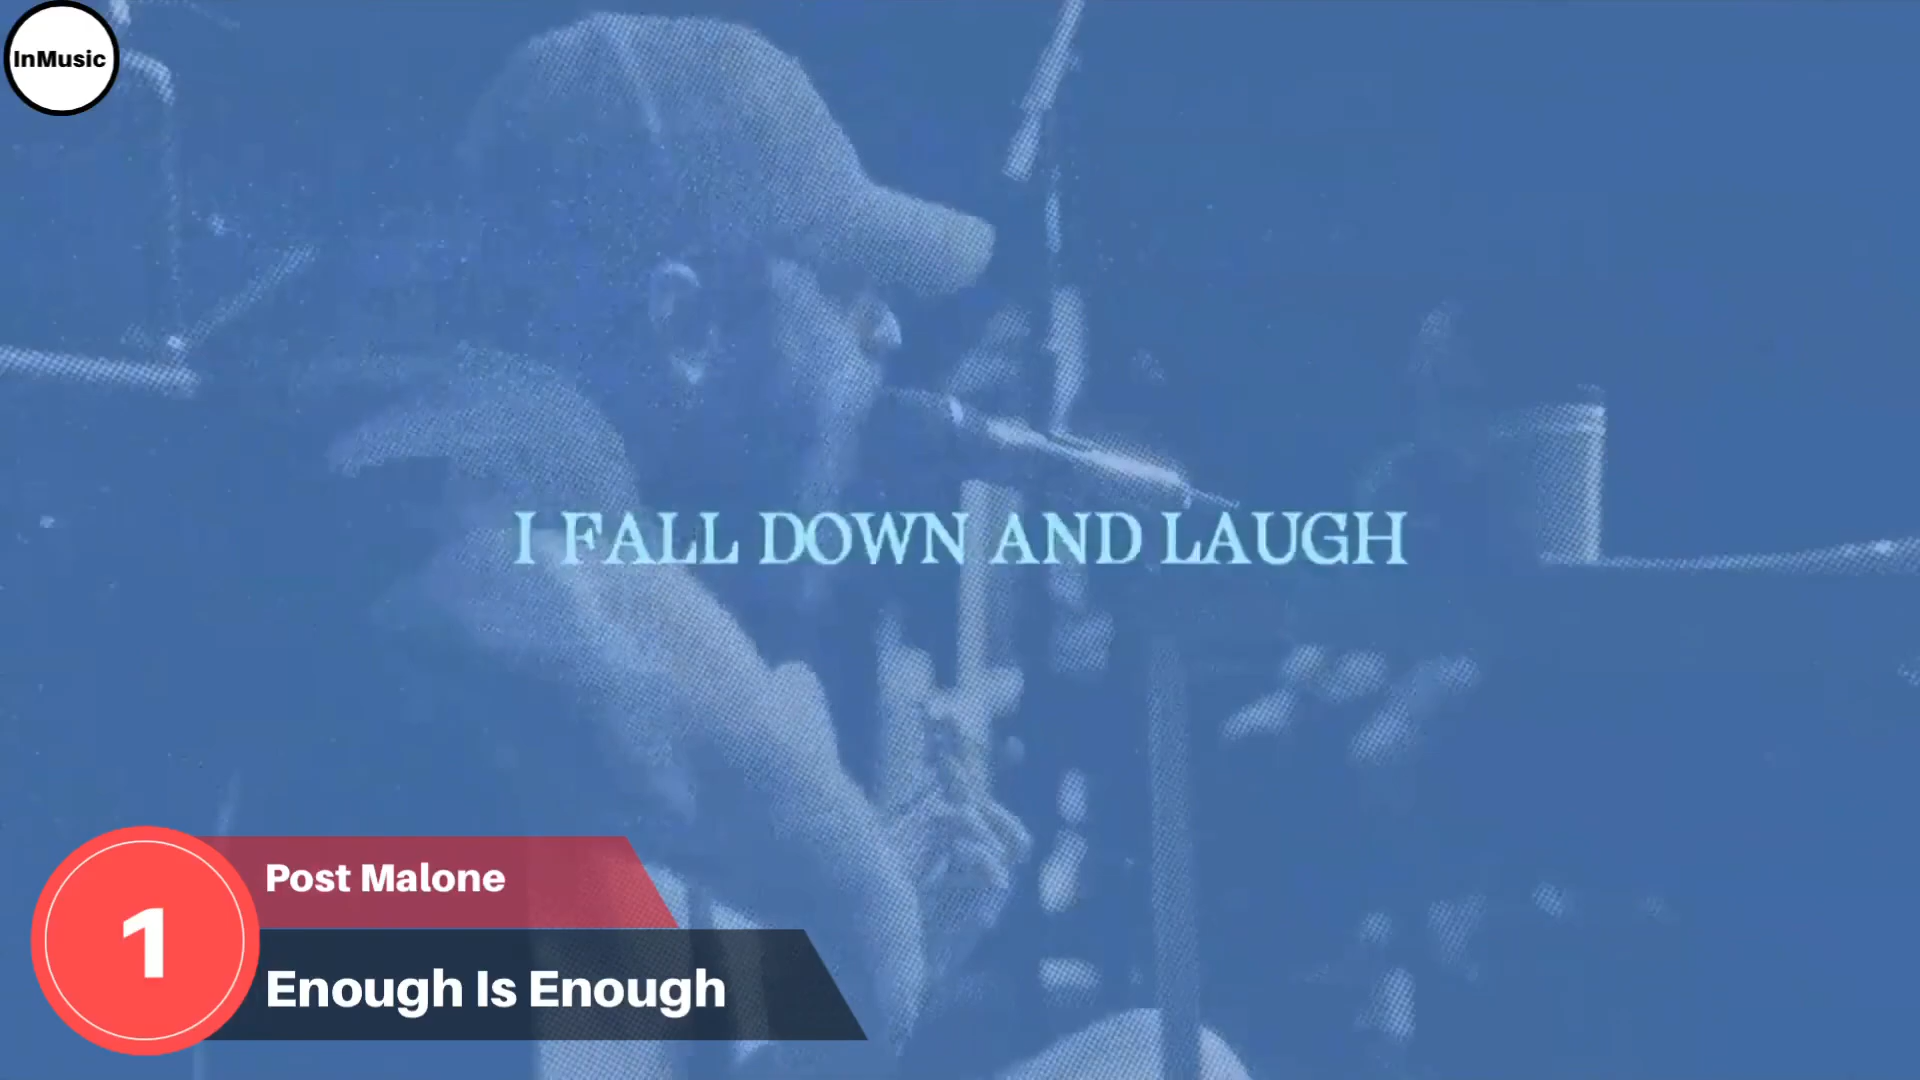 InMusic
I FALL DOWN AND LAUGH
Post Malone
1
Enough Is Enough